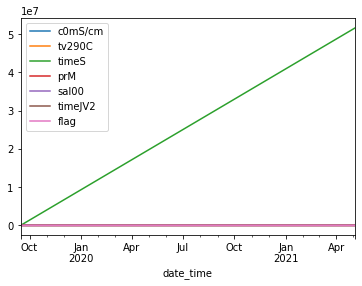 1e7
5
4
3
2
1
0
c0mS/cm
tv290C
timeS
prM
sal00
timeJV2
flag
Oct Jan Apr Jul Oct Jan Apr
2020 2021
date_time